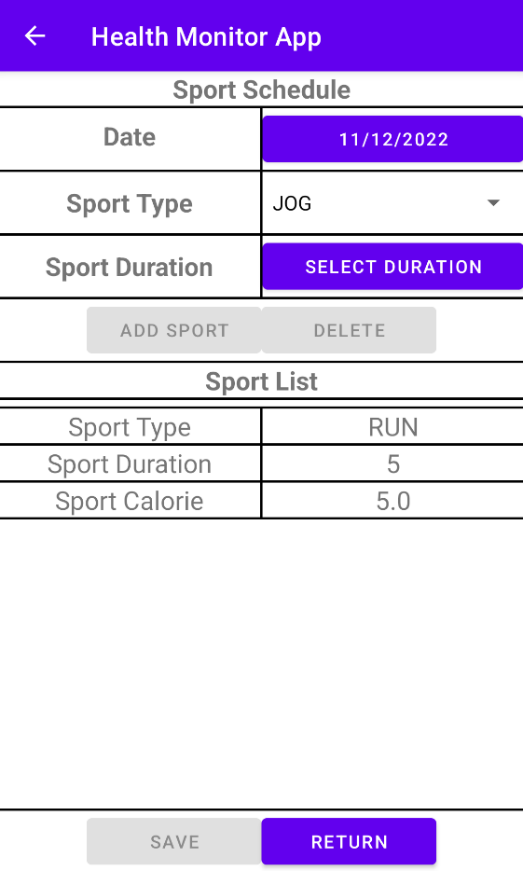 Health Monitor App
Sport Schedule
Date 11/12/2022
Sport Type JOG
Sport Duration SELECT DURATION
ADD SPORT DELETE
Sport List
Sport Type RUN
Sport Duration 5
Sport Calorie 5.0
SAVE RETURN